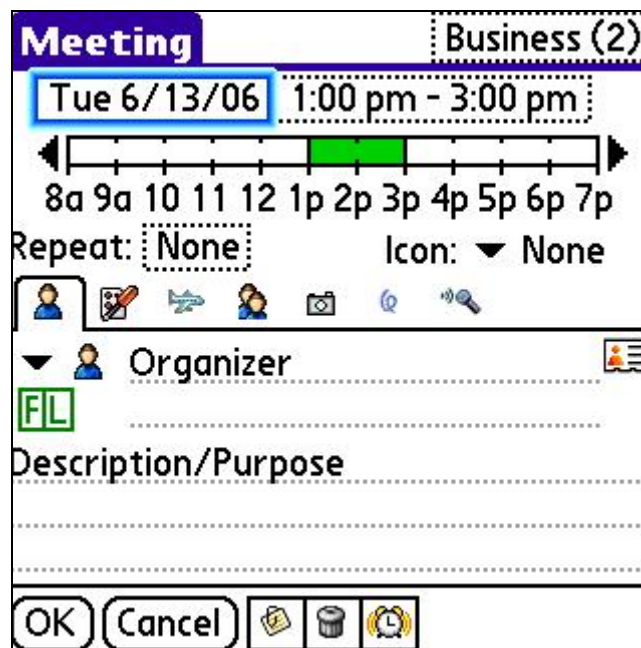 Meeting Business (2)
Tue 6/13/06 1:00 pm - 3:00 pm
8a 9a 10 11 12 1p 2p 3p 4p 5p 6p 7p
Repeat: None Icon: None
Organizer
FL
Description/Purpose
OK Cancel